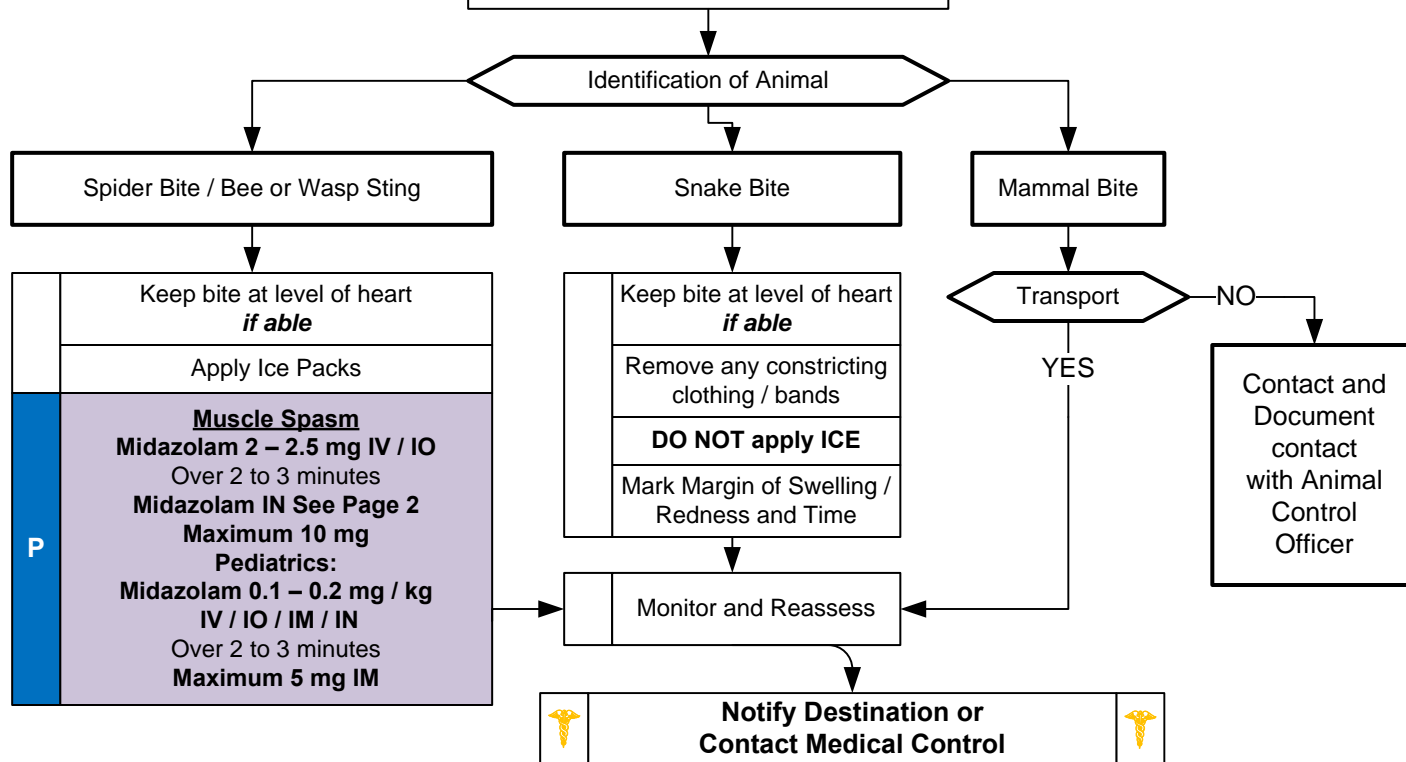 Identification of Animal
Spider Bite / Bee or Wasp Sting
Snake Bite
Mammal Bite
Keep bite at level of heart
if able
Apply Ice Packs
P
Muscle Spasm
Midazolam 2 – 2.5 mg IV / IO
Over 2 to 3 minutes
Midazolam IN See Page 2
Maximum 10 mg
Pediatrics:
Midazolam 0.1 – 0.2 mg / kg
IV / IO / IM / IN
Over 2 to 3 minutes
Maximum 5 mg IM
Keep bite at level of heart
if able
Remove any constricting
clothing / bands
DO NOT apply ICE
Mark Margin of Swelling /
Redness and Time
Transport
NO
YES
Contact and
Document
contact
with Animal
Control
Officer
Monitor and Reassess
Notify Destination or
Contact Medical Control